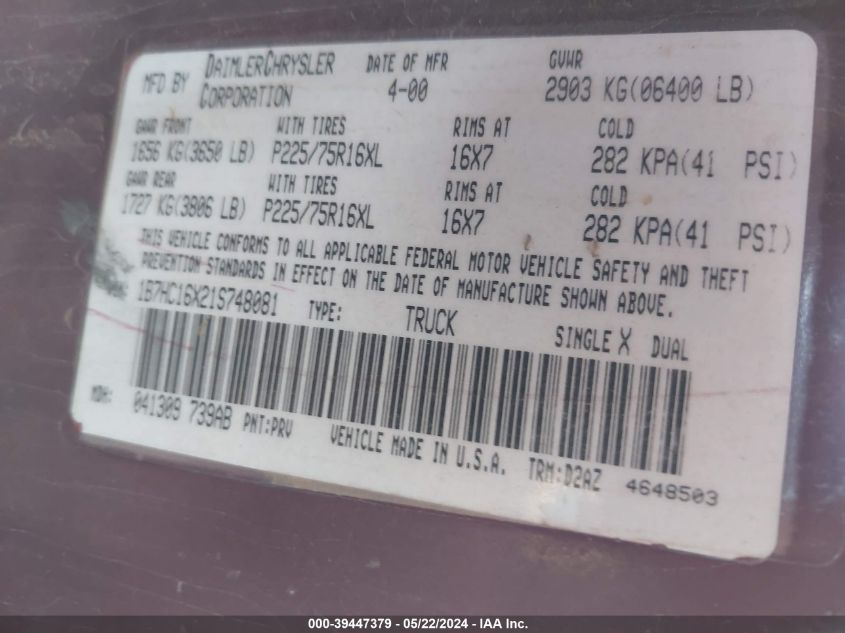 MFD BY DAIMLERCHRYSLER CORPORATION DATE OF MFR 4-00 GVWR 2903 KG(06400 LB)
GAWR FRONT WITH TIRES RIMS AT COLD
1656 KG(3650 LB) P225/75R16XL 16X7 282 KPA(41 PSI)
GAWR REAR WITH TIRES RIMS AT COLD
1727 KG(3806 LB) P225/75R16XL 16X7 282 KPA(41 PSI)
THIS VEHICLE CONFORMS TO ALL APPLICABLE FEDERAL MOTOR VEHICLE SAFETY AND THEFT
PREVENTION STANDARDS IN EFFECT ON THE DATE OF MANUFACTURE SHOWN ABOVE.
1B7HC16X21S748081 TYPE: TRUCK SINGLE X DUAL
MDH: 041309 739AB PNT:PRV VEHICLE MADE IN U.S.A. TRM:D2AZ 4648503
000-39447379 - 05/22/2024 - IAA Inc.